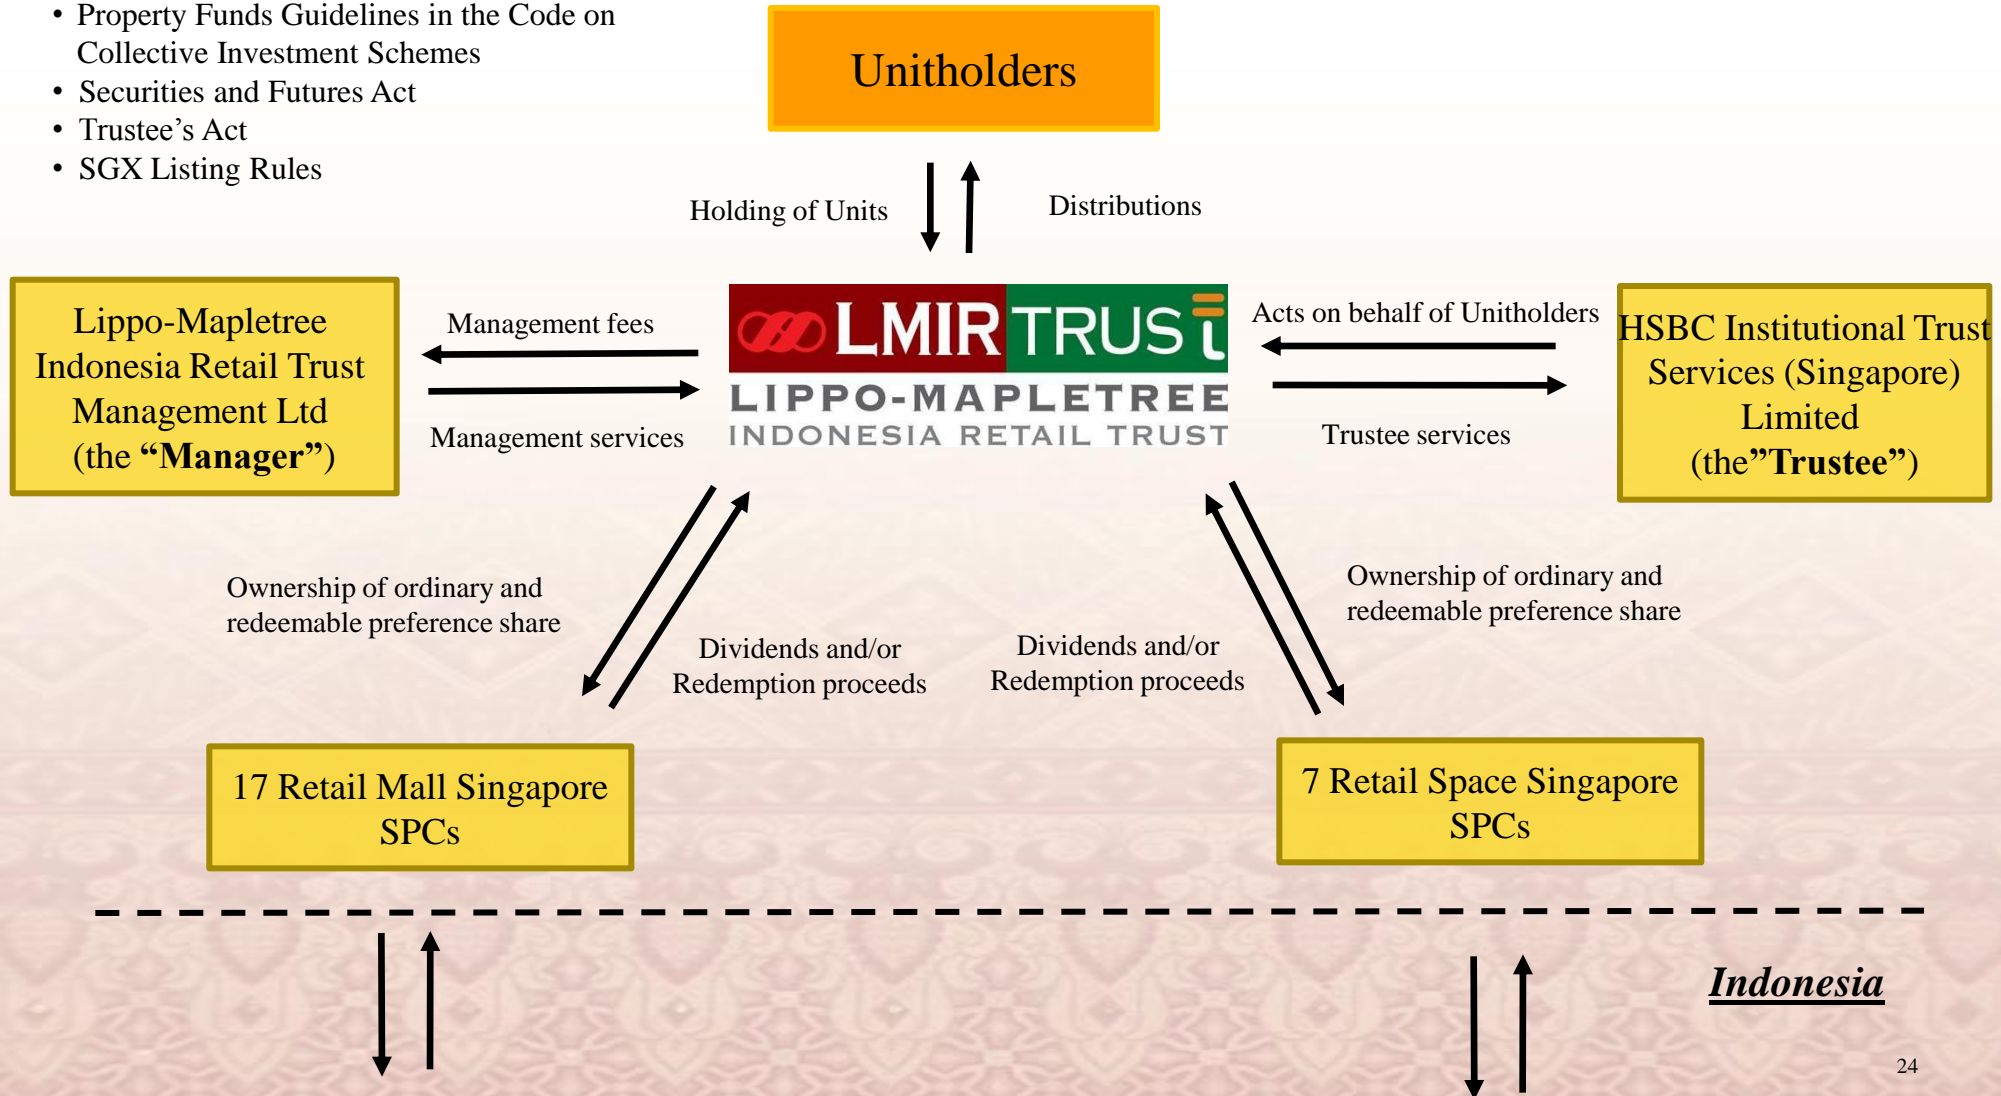 • Property Funds Guidelines in the Code on
Collective Investment Schemes
• Securities and Futures Act
• Trustee’s Act
• SGX Listing Rules
Unitholders
Holding of Units
Distributions
Lippo-Mapletree
Indonesia Retail Trust
Management Ltd
(the “Manager”)
Management fees
Management services
LMIR TRUST
LIPPO-MAPLETREE
INDONESIA RETAIL TRUST
Acts on behalf of Unitholders
Trustee services
HSBC Institutional Trust
Services (Singapore)
Limited
(the”Trustee”)
Ownership of ordinary and
redeemable preference share
Dividends and/or
Redemption proceeds
Dividends and/or
Redemption proceeds
Ownership of ordinary and
redeemable preference share
17 Retail Mall Singapore
SPCs
7 Retail Space Singapore
SPCs
Indonesia
24